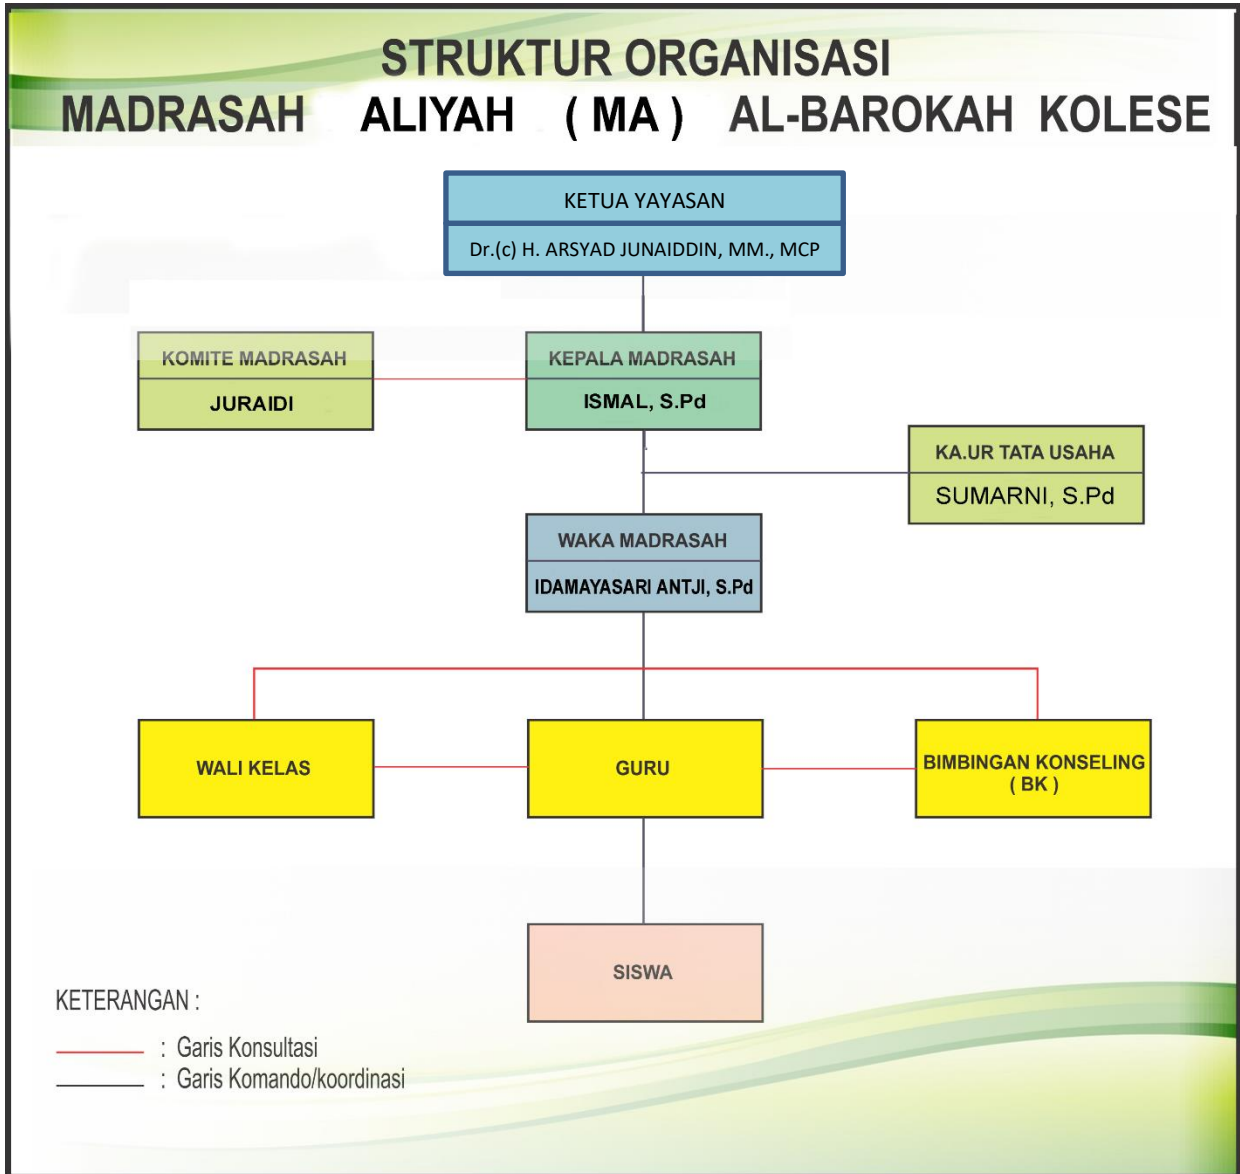 STRUKTUR ORGANISASI
MADRASAH ALIYAH ( MA ) AL-BAROKAH KOLESE
KETUA YAYASAN
Dr.(c) H. ARSYAD JUNAIDDIN, MM., MCP
KOMITE MADRASAH
JURAIDI
KEPALA MADRASAH
ISMAL, S.Pd
KA.UR TATA USAHA
SUMARNI, S.Pd
WAKA MADRASAH
IDAMAYASARI ANTJI, S.Pd
WALI KELAS
GURU
BIMBINGAN KONSELING
( BK )
SISWA
KETERANGAN :
: Garis Konsultasi
: Garis Komando/koordinasi